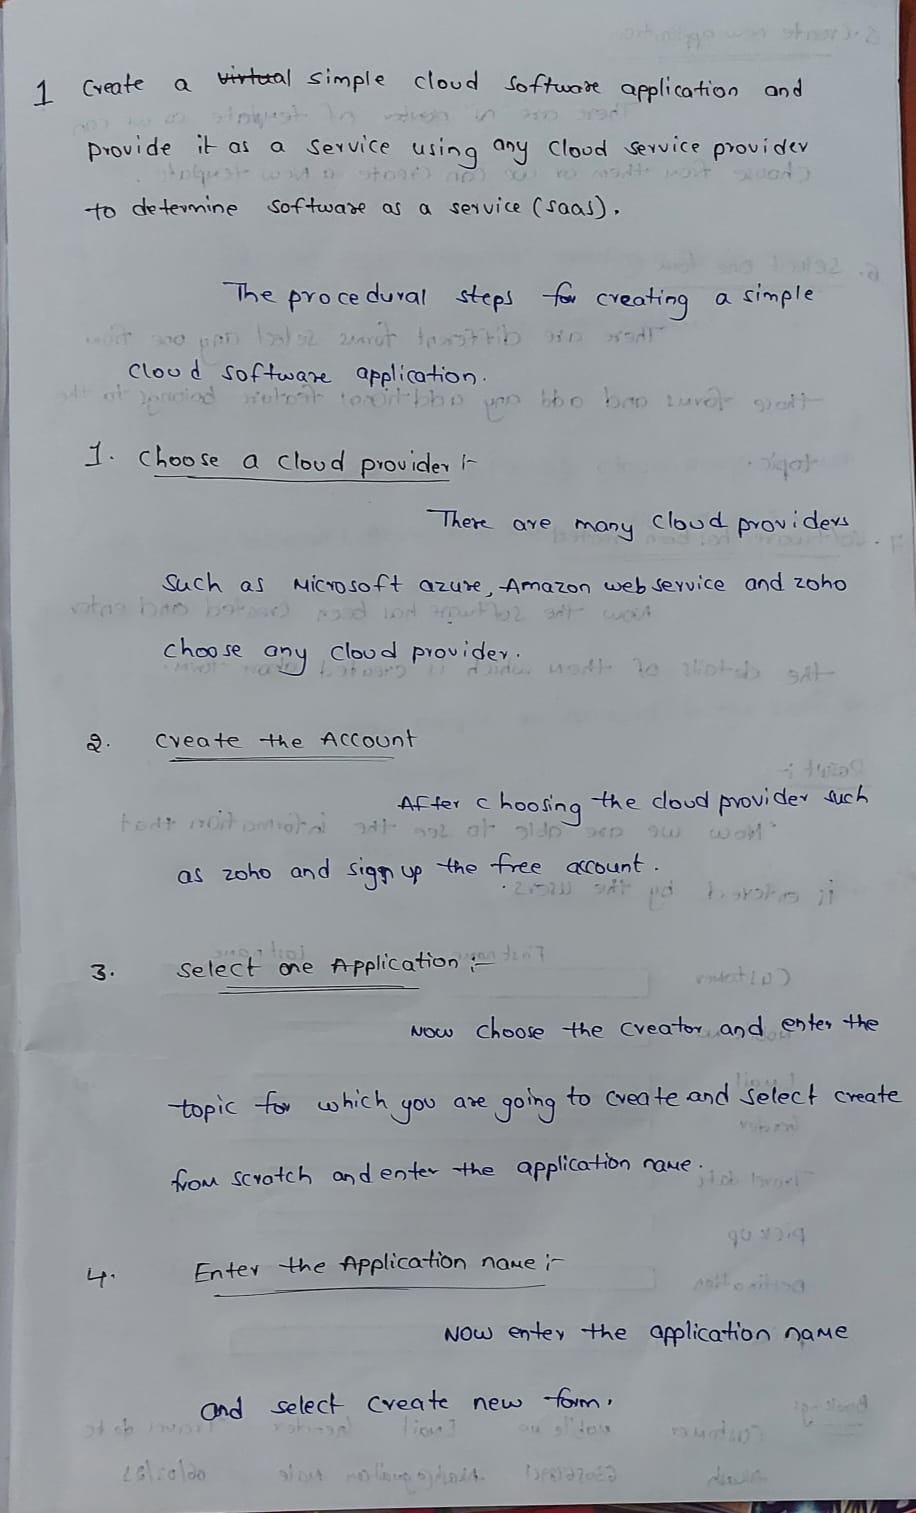 1 Create a virtual simple cloud software application and
provide it as a service using any cloud service provider
to determine software as a service (saas).
The procedural steps for creating a simple
cloud software application.
1. choose a cloud provider :-
There are many cloud providers
such as Microsoft azure, Amazon web service and zoho
choose any cloud provider.
2. create the Account
After choosing the cloud provider such
as zoho and sign up the free account.
3. select one Application :-
Now choose the creator and enter the
topic for which you are going to create and select create
from scratch and enter the application name.
4. Enter the Application name :-
Now enter the application name
and select create new form.